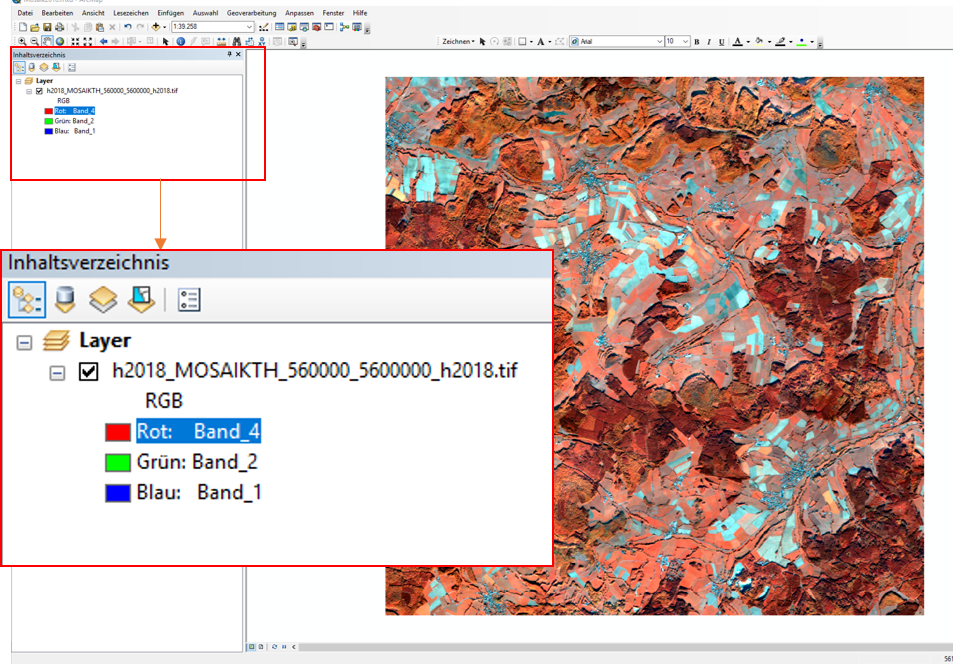 Datei Bearbeiten Ansicht Lesezeichen Einfügen Auswahl Geoverarbeitung Anpassen Fenster Hilfe
1:39.258
Zeichnen Arial 10 B I U A
Inhaltsverzeichnis
Layer
h2018_MOSAIKTH_560000_5600000_h2018.tif
RGB
Rot: Band_4
Grün: Band_2
Blau: Band_1
Inhaltsverzeichnis
Layer
h2018_MOSAIKTH_560000_5600000_h2018.tif
RGB
Rot: Band_4
Grün: Band_2
Blau: Band_1
561